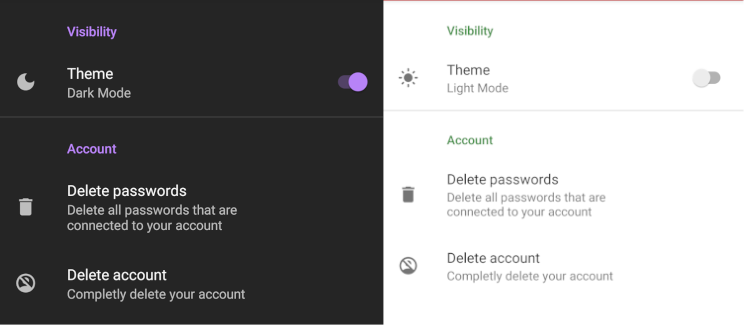 Visibility
Theme
Dark Mode
Account
Delete passwords
Delete all passwords that are
connected to your account
Delete account
Completly delete your account
Visibility
Theme
Light Mode
Account
Delete passwords
Delete all passwords that are
connected to your account
Delete account
Completly delete your account